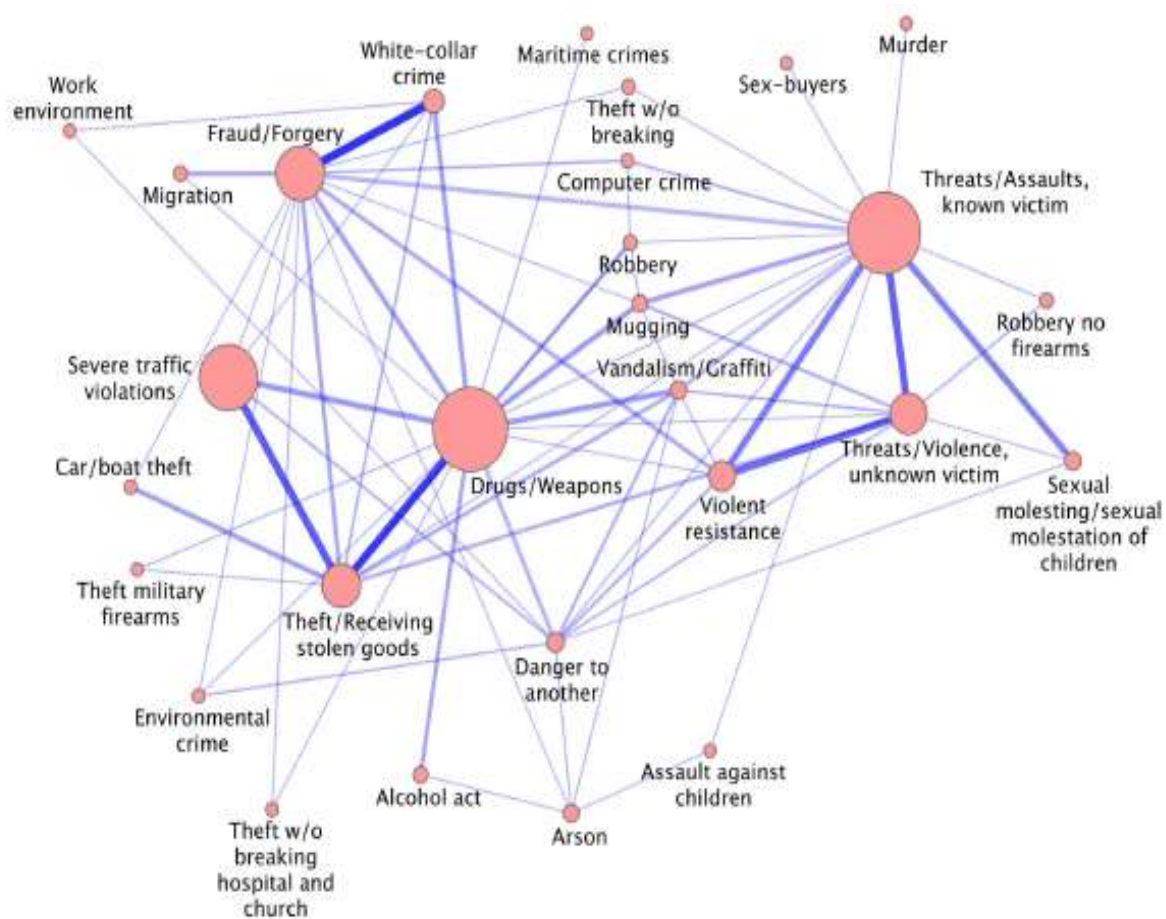 Murder
Maritime crimes
White-collar
crime
Sex-buyers
Work
environment
Theft w/o
breaking
Fraud/Forgery
Migration
Computer crime
Threats/Assaults,
known victim
Robbery
Mugging
Robbery no
firearms
Severe traffic
violations
Vandalism/Graffiti
Car/boat theft
Drugs/Weapons
Threats/Violence,
unknown victim
Violent
resistance
Sexual
molesting/sexual
molestation of
children
Theft military
firearms
Theft/Receiving
stolen goods
Danger to
another
Environmental
crime
Alcohol act
Assault against
children
Arson
Theft w/o
breaking
hospital and
church